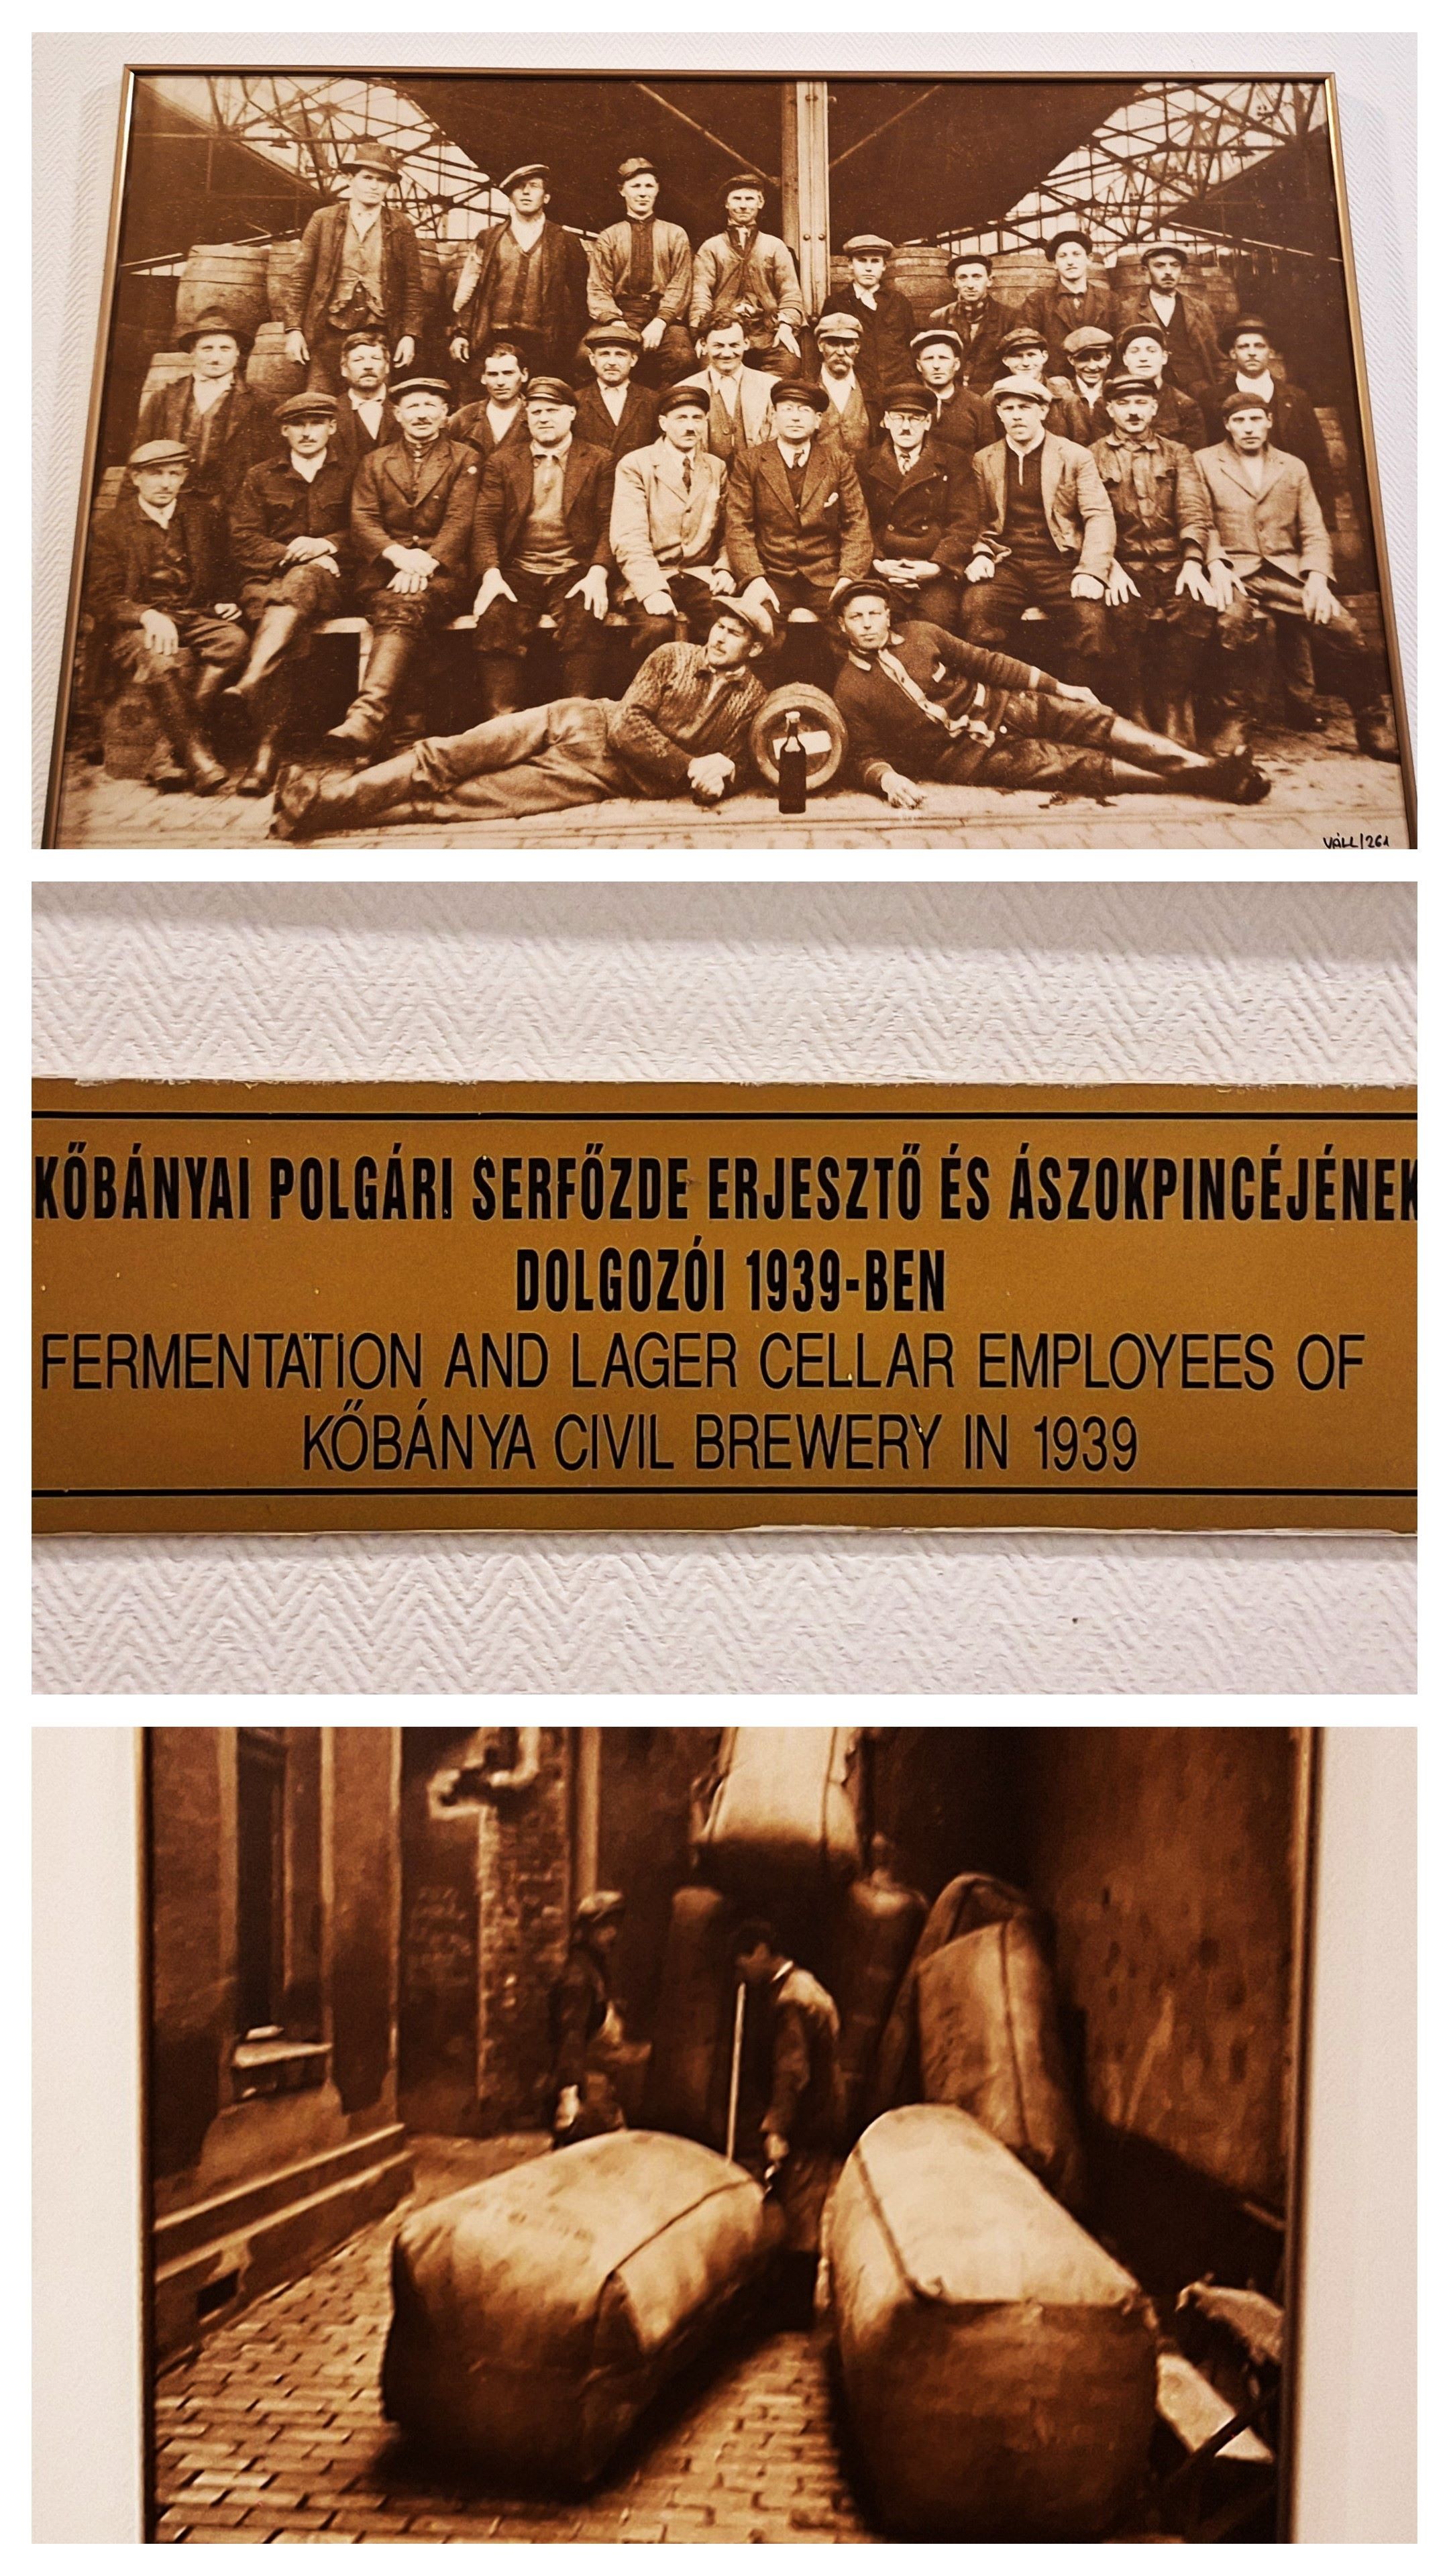 VÁLL/261
KŐBÁNYAI POLGÁRI SERFŐZDE ERJESZTŐ ÉS ÁSZOKPINCÉJÉNEK
DOLGOZÓI 1939-BEN
FERMENTATION AND LAGER CELLAR EMPLOYEES OF
KŐBÁNYA CIVIL BREWERY IN 1939